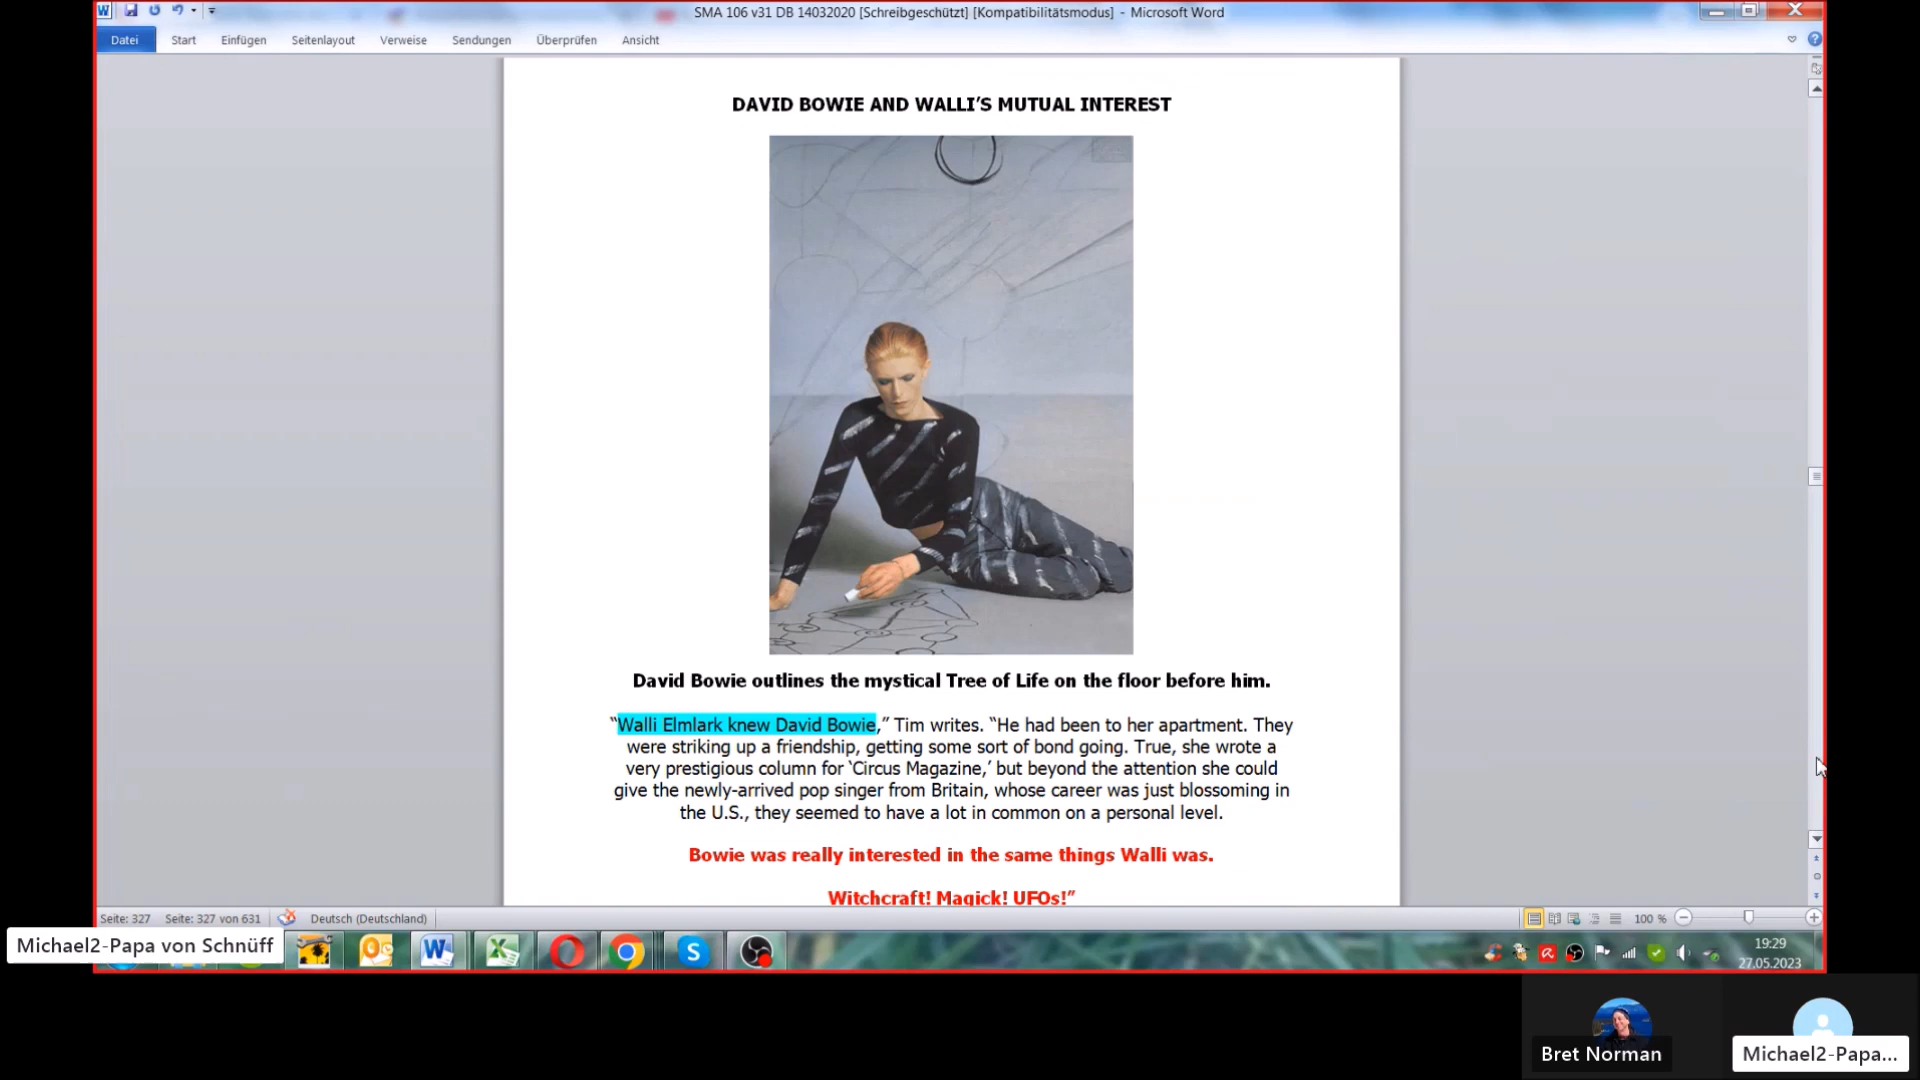 SMA 106 v31 DB 14032020 [Schreibgeschützt] [Kompatibilitätsmodus] - Microsoft Word
Datei Start Einfügen Seitenlayout Verweise Sendungen Überprüfen Ansicht
DAVID BOWIE AND WALLI’S MUTUAL INTEREST
David Bowie outlines the mystical Tree of Life on the floor before him.
“Walli Elmlark knew David Bowie,” Tim writes. “He had been to her apartment. They
were striking up a friendship, getting some sort of bond going. True, she wrote a
very prestigious column for ‘Circus Magazine,’ but beyond the attention she could
give the newly-arrived pop singer from Britain, whose career was just blossoming in
the U.S., they seemed to have a lot in common on a personal level.
Bowie was really interested in the same things Walli was.
Witchcraft! Magick! UFOs!”
Seite: 327 Seite: 327 von 631 Deutsch (Deutschland) 100 %
Michael2-Papa von Schnüff
19:29
27.05.2023
Bret Norman
Michael2-Papa...